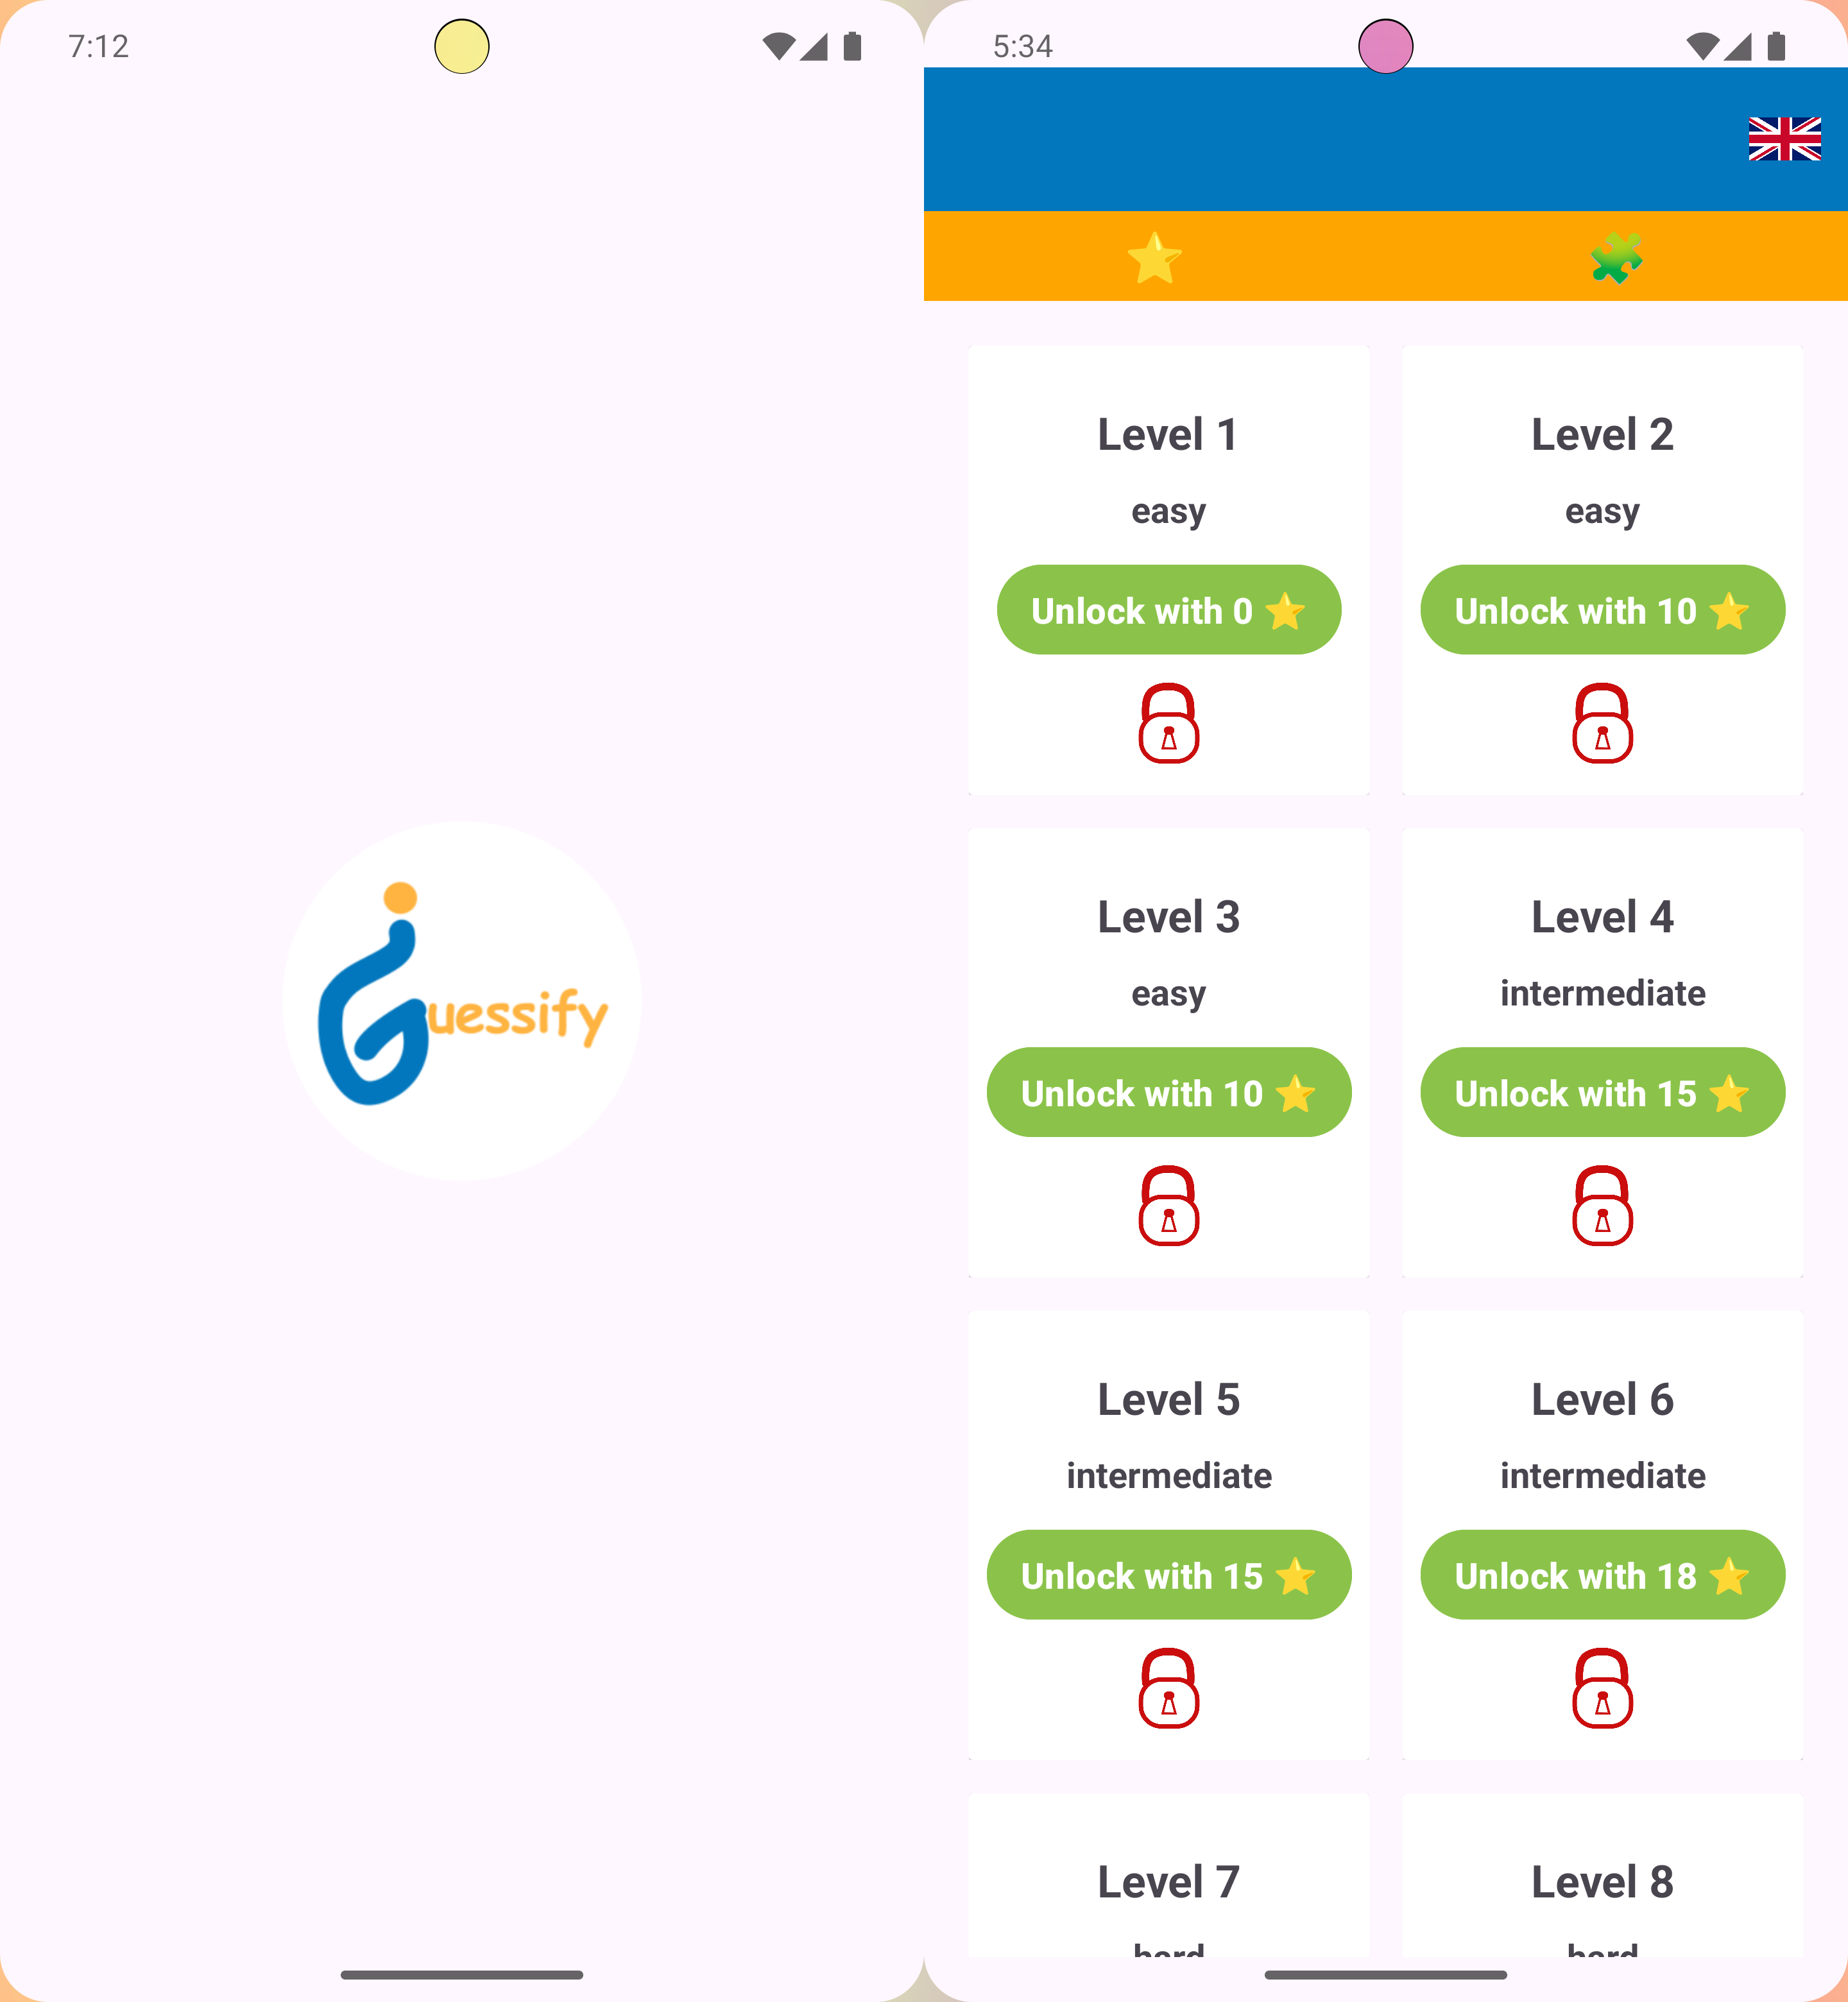 7:12
Guessify
5:34
Level 1
easy
Unlock with 0
Level 2
easy
Unlock with 10
Level 3
easy
Unlock with 10
Level 4
intermediate
Unlock with 15
Level 5
intermediate
Unlock with 15
Level 6
intermediate
Unlock with 18
Level 7
hard
Level 8
hard